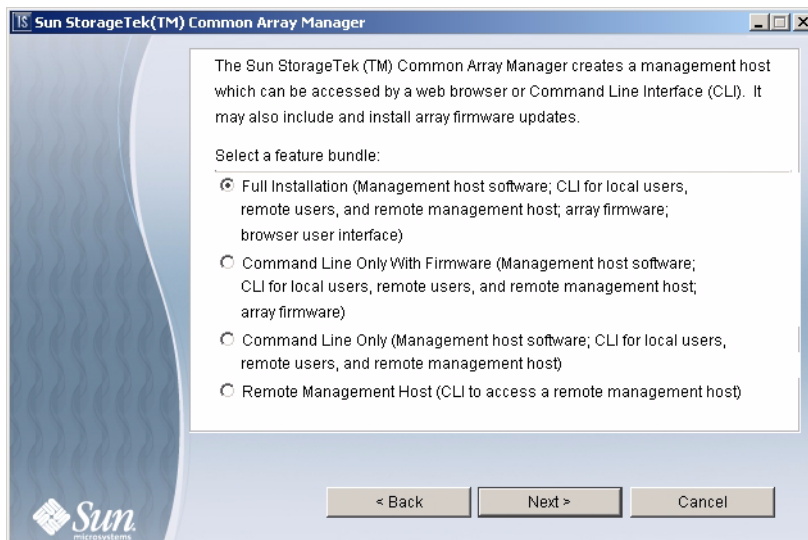 Sun StorageTek(TM) Common Array Manager
The Sun StorageTek (TM) Common Array Manager creates a management host
which can be accessed by a web browser or Command Line Interface (CLI). It
may also include and install array firmware updates.
Select a feature bundle:
Full Installation (Management host software; CLI for local users,
remote users, and remote management host; array firmware;
browser user interface)
Command Line Only With Firmware (Management host software;
CLI for local users, remote users, and remote management host;
array firmware)
Command Line Only (Management host software; CLI for local users,
remote users, and remote management host)
Remote Management Host (CLI to access a remote management host)
< Back
Next >
Cancel
Sun
microsystems